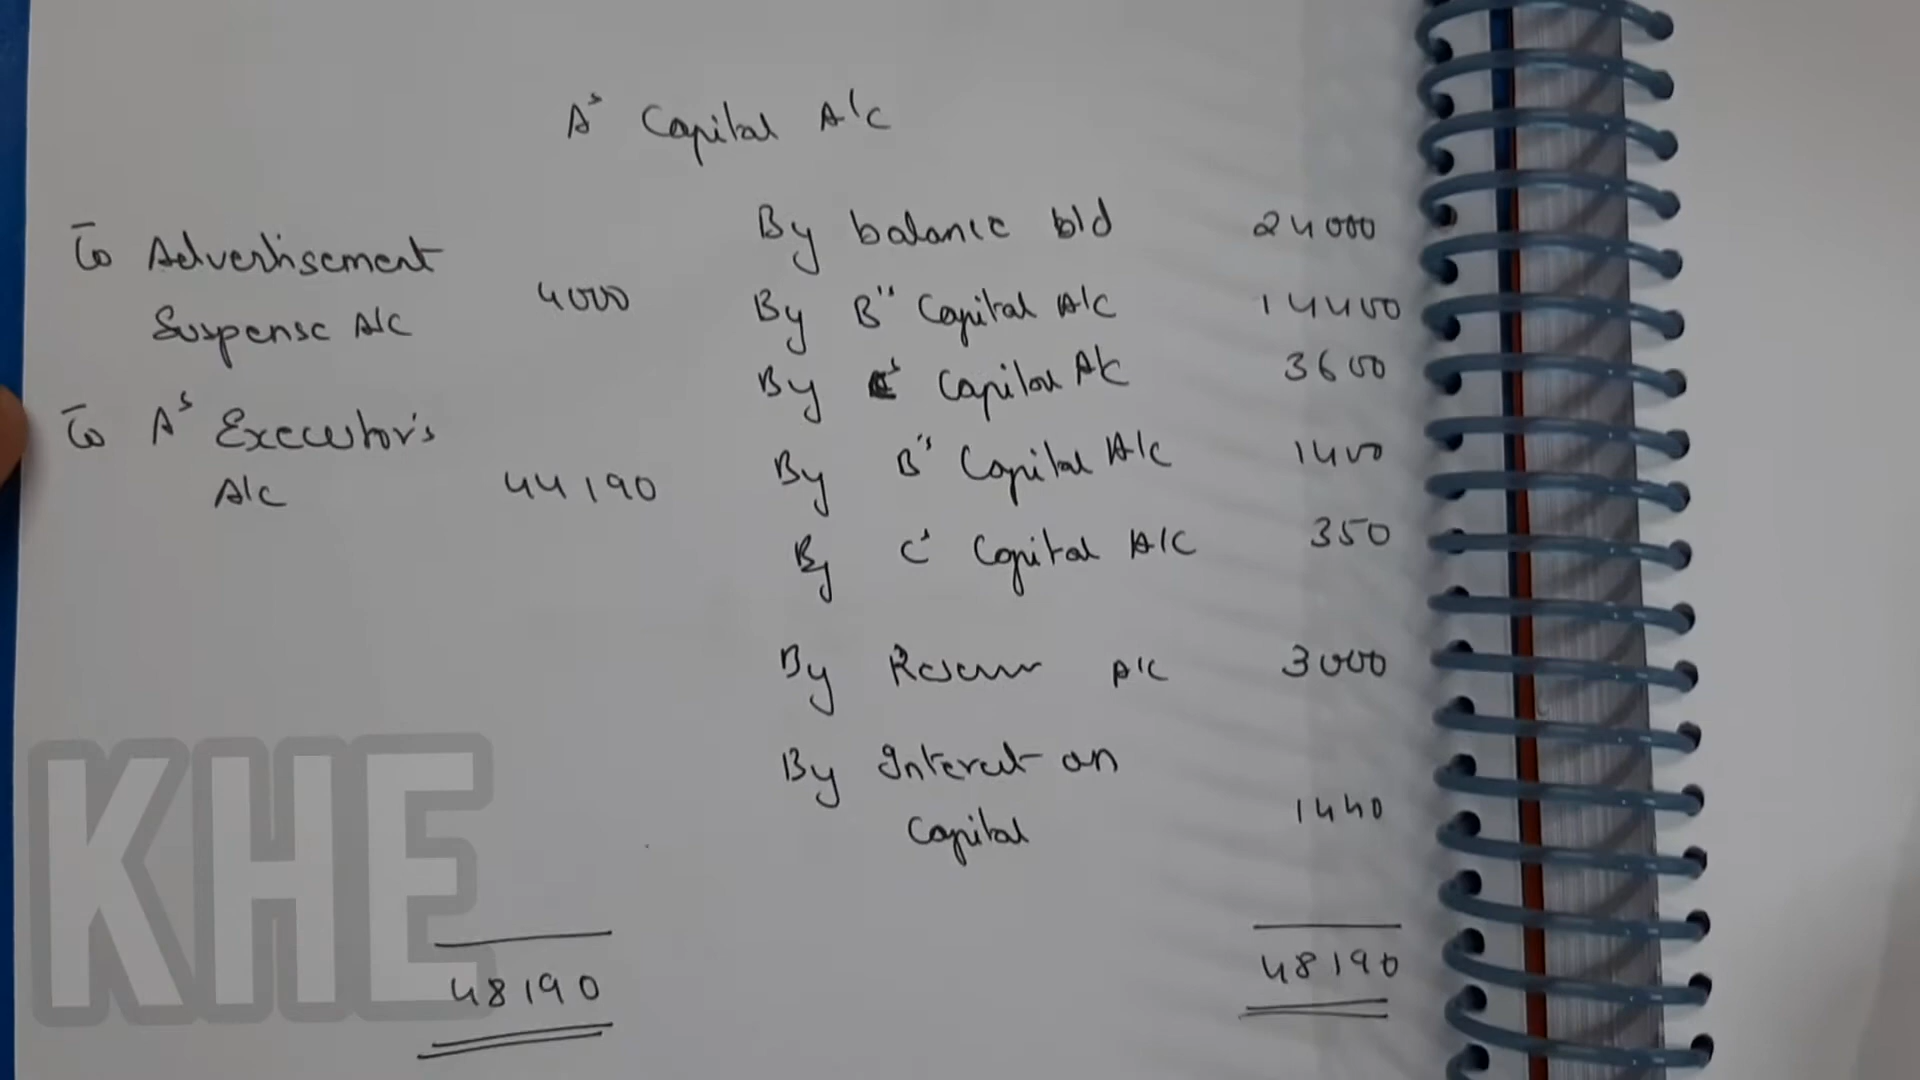 A's Capital A/c
To Advertisement
Suspense A/c 4000
To A's Executor's
A/c 44190
48190
By balance b/d 24000
By B's Capital A/c 14400
By C's Capital A/c 3600
By B's Capital A/c 1400
By C's Capital A/c 350
By Reserve A/c 3000
By Interest on
Capital 1440
48190
KHE